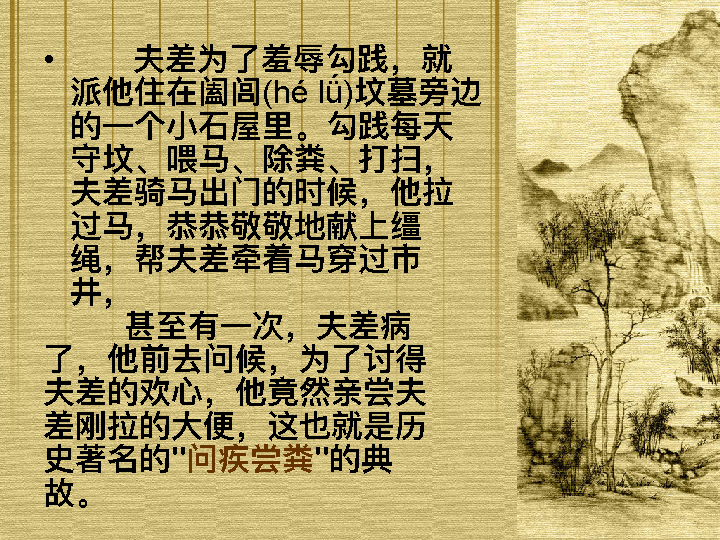 • 夫差为了羞辱勾践，就
派他住在阖闾(hé lǘ)坟墓旁边
的一个小石屋里。勾践每天
守坟、喂马、除粪、打扫，
夫差骑马出门的时候，他拉
过马，恭恭敬敬地献上缰
绳，帮夫差牵着马穿过市
井，
甚至有一次，夫差病
了，他前去问候，为了讨得
夫差的欢心，他竟然亲尝夫
差刚拉的大便，这也就是历
史著名的"问疾尝粪"的典
故。